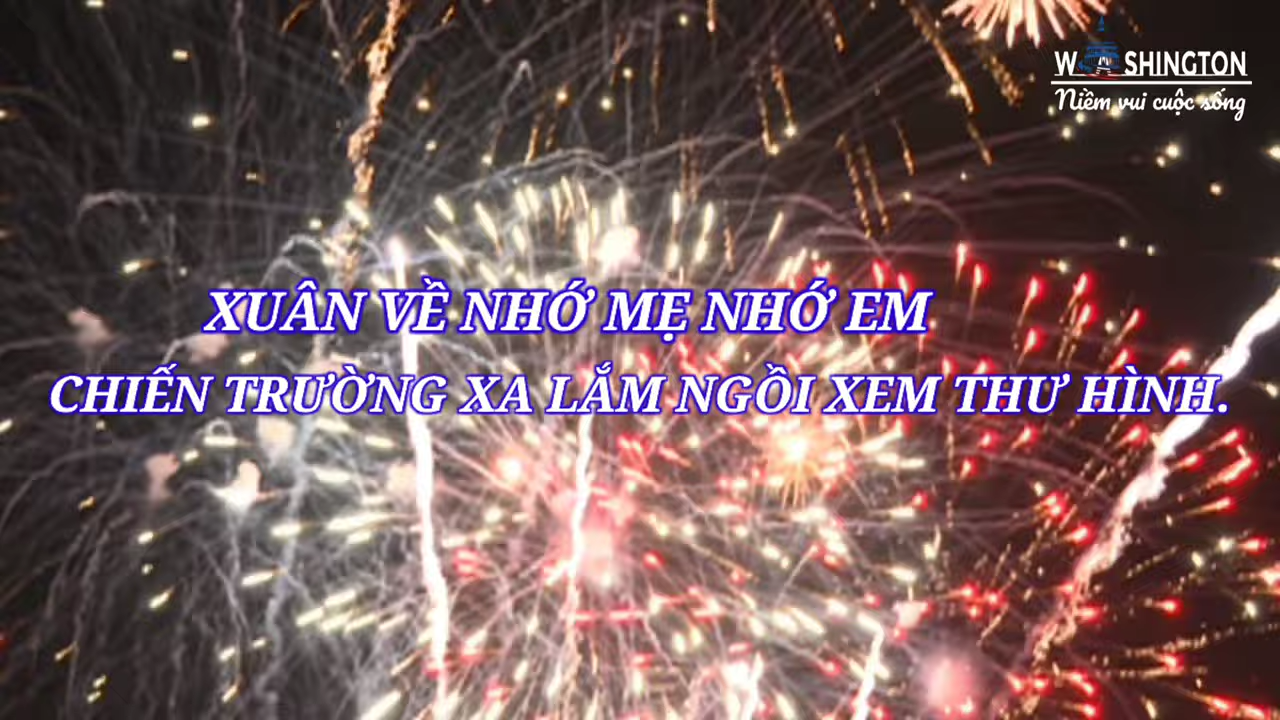 WASHINGTON
Niềm vui cuộc sống
XUÂN VỀ NHỚ MẸ NHỚ EM
CHIẾN TRƯỜNG XA LẮM NGỒI XEM THƯ HÌNH.